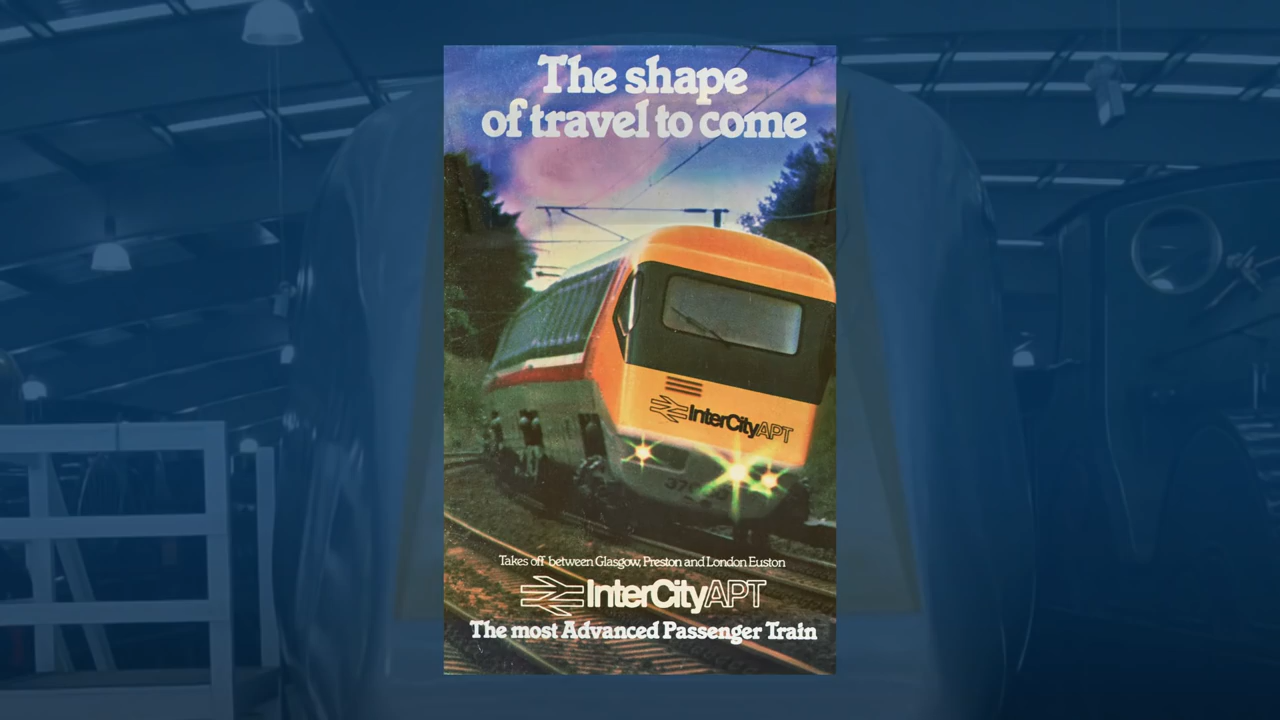 The shape
of travel to come
InterCityAPT
Takes off between Glasgow, Preston and London Euston
InterCityAPT
The most Advanced Passenger Train